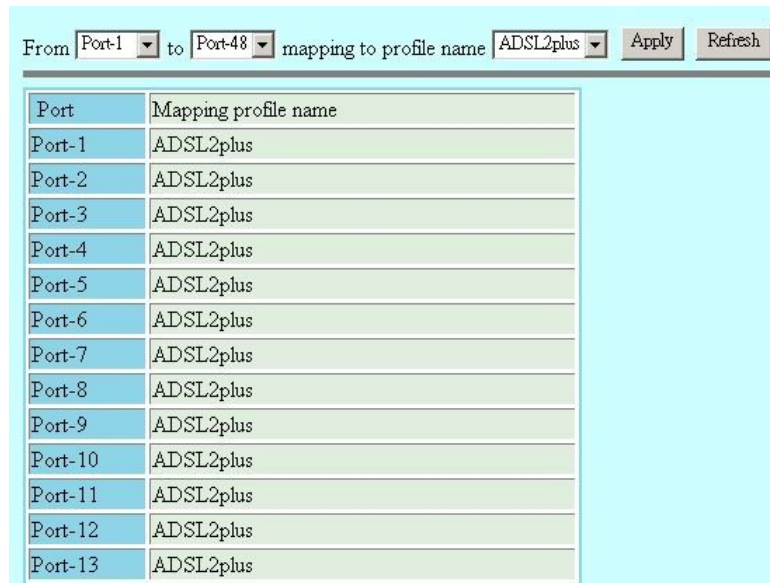 From Port-1 to Port-48 mapping to profile name ADSL2plus Apply Refresh
Port Mapping profile name
Port-1 ADSL2plus
Port-2 ADSL2plus
Port-3 ADSL2plus
Port-4 ADSL2plus
Port-5 ADSL2plus
Port-6 ADSL2plus
Port-7 ADSL2plus
Port-8 ADSL2plus
Port-9 ADSL2plus
Port-10 ADSL2plus
Port-11 ADSL2plus
Port-12 ADSL2plus
Port-13 ADSL2plus